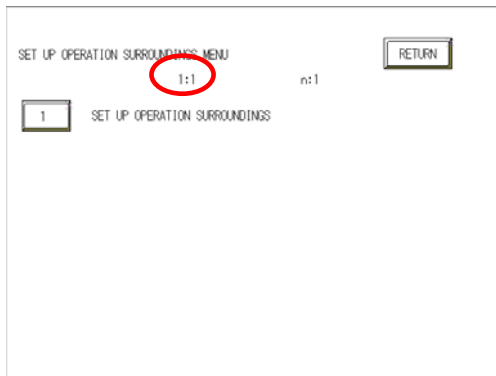 SET UP OPERATION SURROUNDINGS MENU
RETURN
1:1 n:1
1 SET UP OPERATION SURROUNDINGS